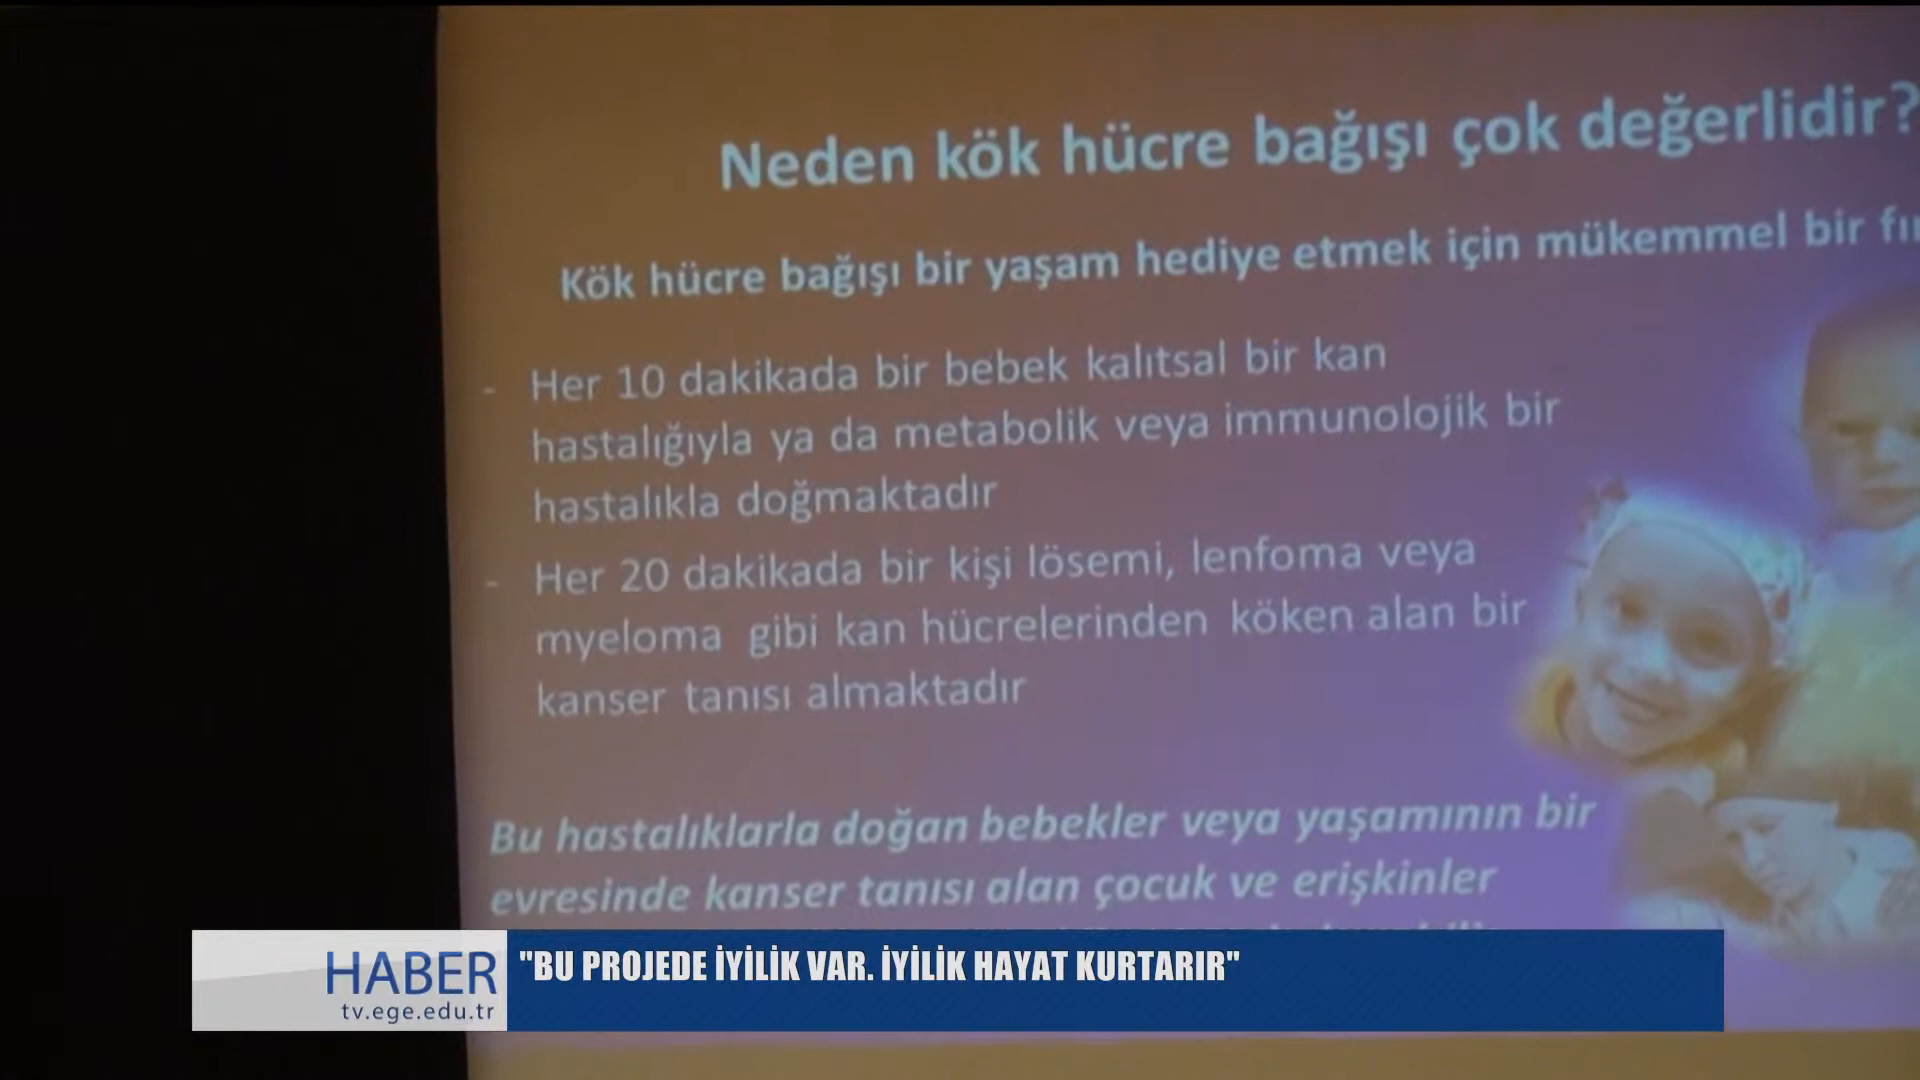 Neden kök hücre bağışı çok değerlidir?
Kök hücre bağışı bir yaşam hediye etmek için mükemmel bir
- Her 10 dakikada bir bebek kalıtsal bir kan
hastalığıyla ya da metabolik veya immunolojik bir
hastalıkla doğmaktadır
- Her 20 dakikada bir kişi lösemi, lenfoma veya
myeloma gibi kan hücrelerinden köken alan bir
kanser tanısı almaktadır
Bu hastalıklarla doğan bebekler veya yaşamının bir
evresinde kanser tanısı alan çocuk ve erişkinler
HABER
tv.ege.edu.tr
"BU PROJEDE İYİLİK VAR. İYİLİK HAYAT KURTARIR"